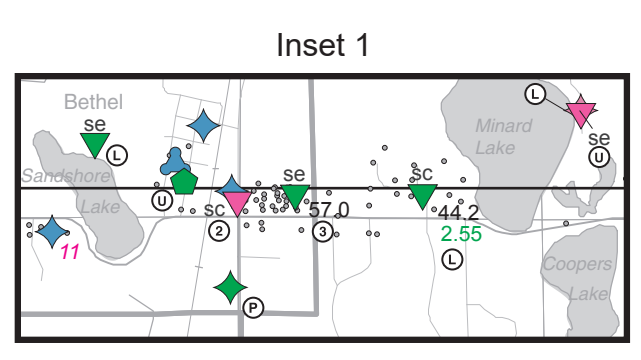 Inset 1
Bethel
se
L
L
Minard
Lake
se
U
Sandshore
Lake
U
se
sc
sc
57.0
44.2
2
3
2.55
11
L
P
Coopers
Lake